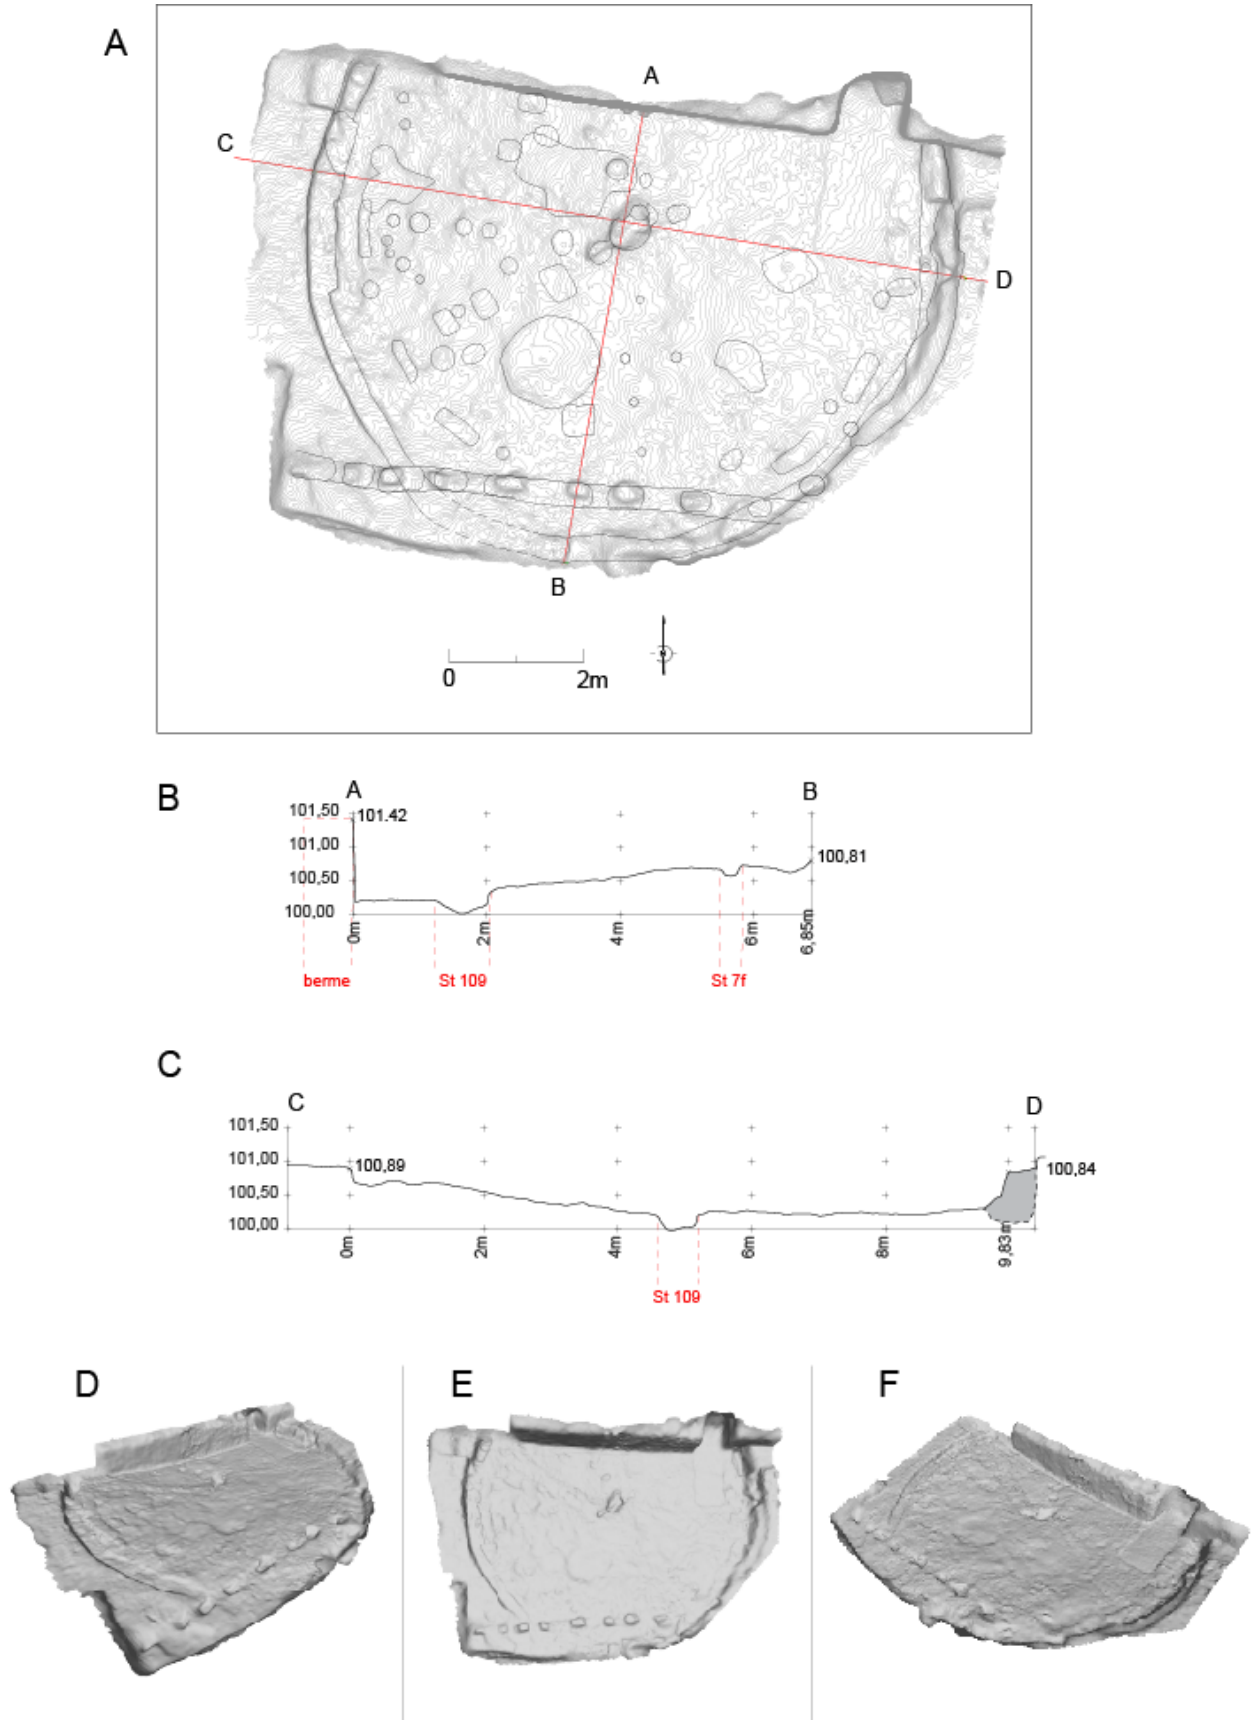 A
A
C
D
B
0 2m
B
A B
101,50 101.42
101,00
100,81
100,50
100,00
0m 2m 4m 6m 6,85m
berme St 109 St 7f
C
C D
101,50
101,00 100,89 100,84
100,50
100,00
0m 2m 4m 6m 8m 9,83m
St 109
D E F